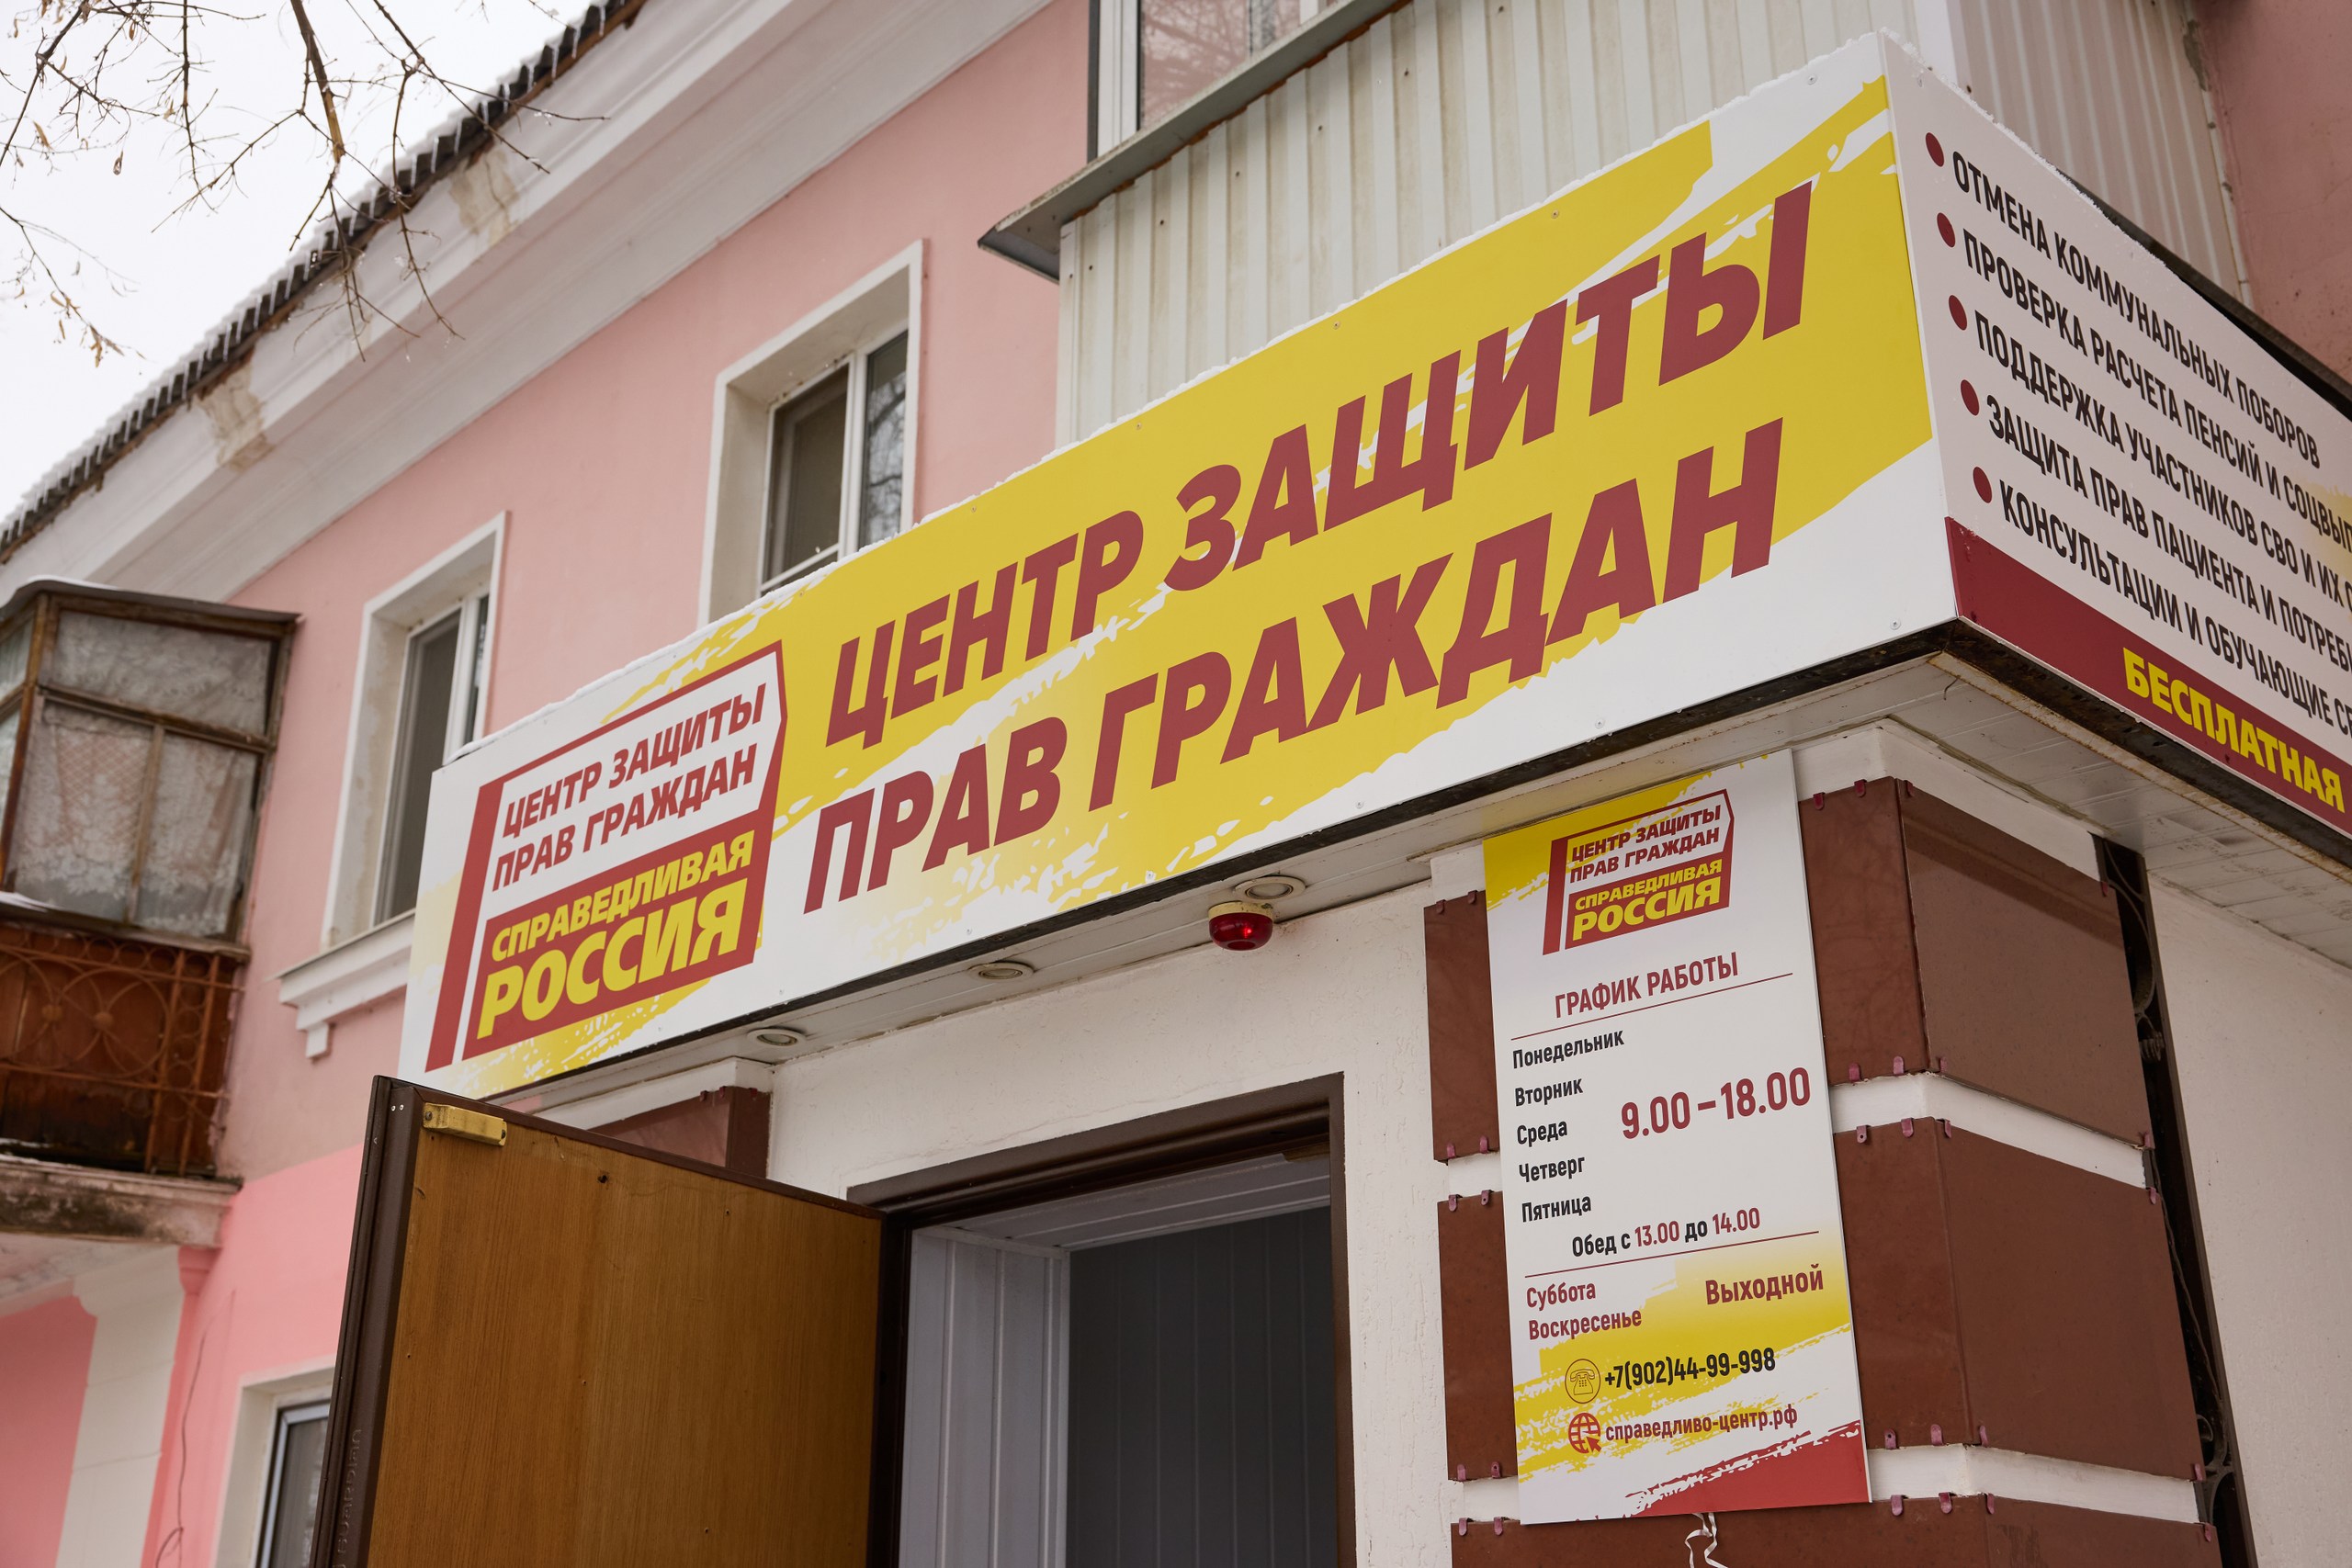 ЦЕНТР ЗАЩИТЫ
ПРАВ ГРАЖДАН
СПРАВЕДЛИВАЯ
РОССИЯ
ЦЕНТР ЗАЩИТЫ
ПРАВ ГРАЖДАН
ОТМЕНА КОММУНАЛЬНЫХ ПОБОРОВ
ПРОВЕРКА РАСЧЕТА ПЕНСИЙ И
ПОДДЕРЖКА УЧАСТНИКОВ СВО И ИХ
ЗАЩИТА ПРАВ ПАЦИЕНТА И
КОНСУЛЬТАЦИИ И ОБУЧАЮЩИЕ
БЕСПЛАТНАЯ
ЦЕНТР ЗАЩИТЫ
ПРАВ ГРАЖДАН
СПРАВЕДЛИВАЯ
РОССИЯ
ГРАФИК РАБОТЫ
Понедельник
Вторник
9.00–18.00
Среда
Четверг
Пятница
Обед с 13.00 до 14.00
Суббота
Выходной
Воскресенье
+7(902)44-99-998
справедливо-центр.рф